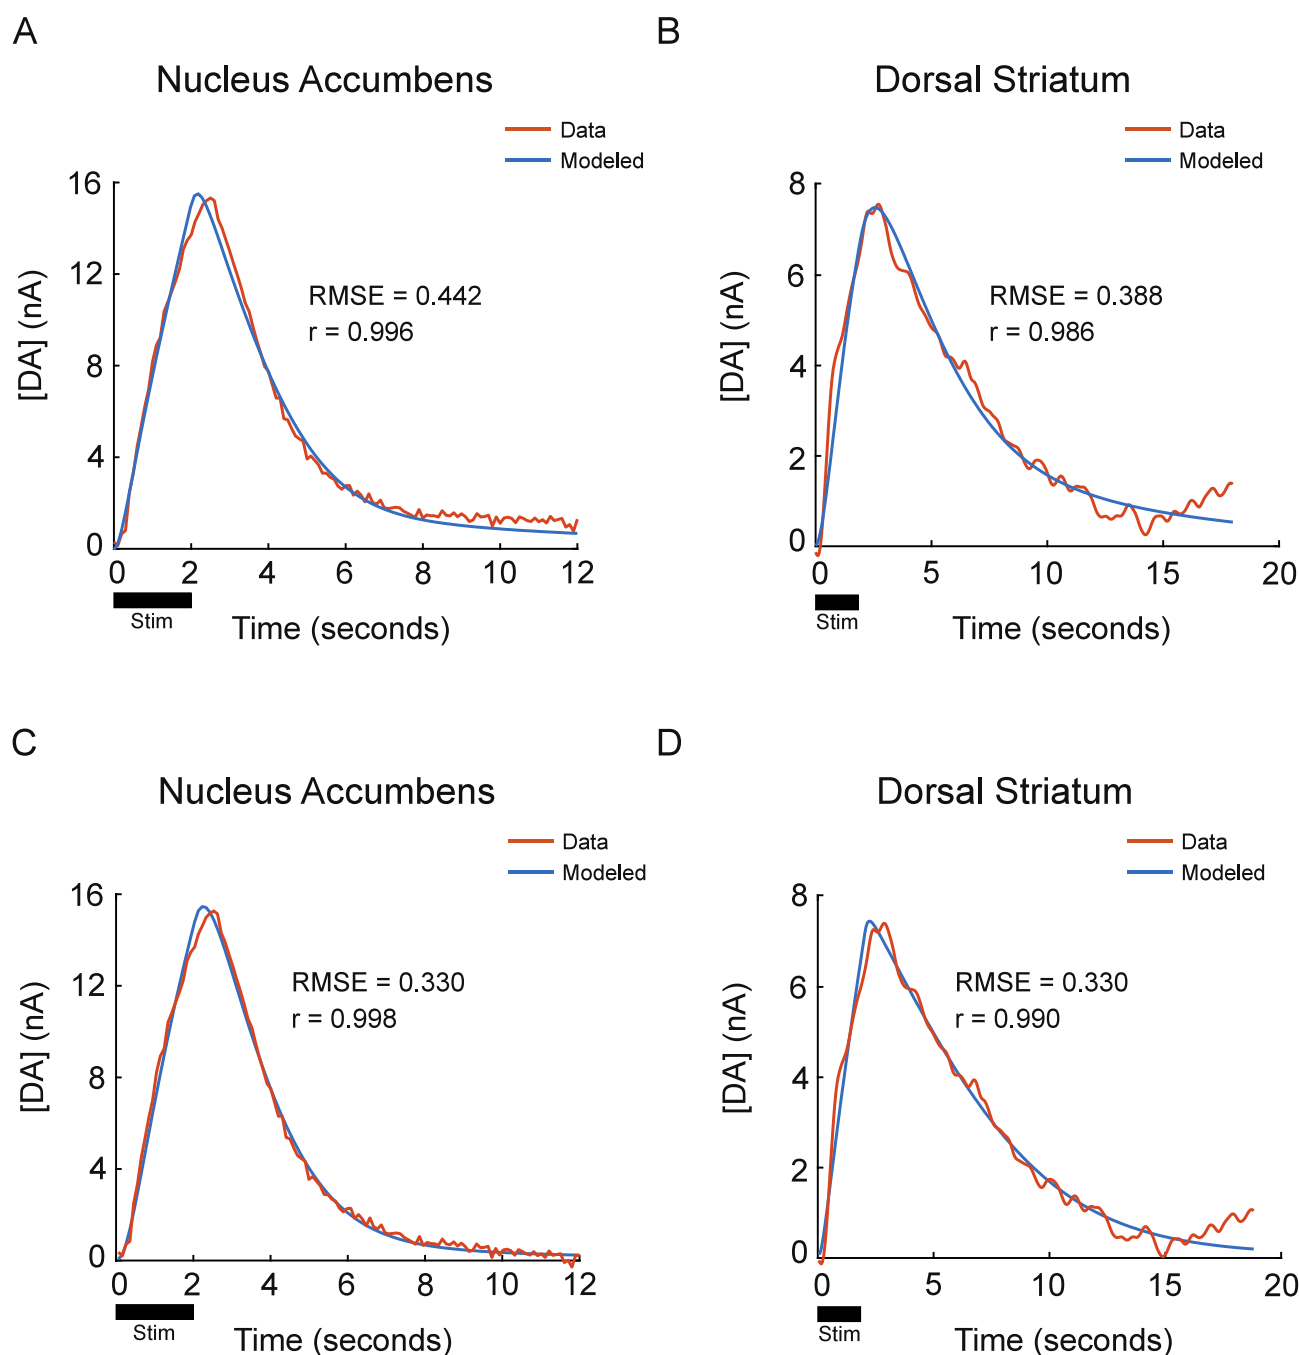 A
Nucleus Accumbens
Data
Modeled
16
12
8
4
0
[DA] (nA)
RMSE = 0.442
r = 0.996
0 2 4 6 8 10 12
Stim
Time (seconds)
B
Dorsal Striatum
Data
Modeled
8
6
4
2
0
[DA] (nA)
RMSE = 0.388
r = 0.986
0 5 10 15 20
Stim
Time (seconds)
C
Nucleus Accumbens
Data
Modeled
16
12
8
4
0
[DA] (nA)
RMSE = 0.330
r = 0.998
0 2 4 6 8 10 12
Stim
Time (seconds)
D
Dorsal Striatum
Data
Modeled
8
6
4
2
0
[DA] (nA)
RMSE = 0.330
r = 0.990
0 5 10 15 20
Stim
Time (seconds)